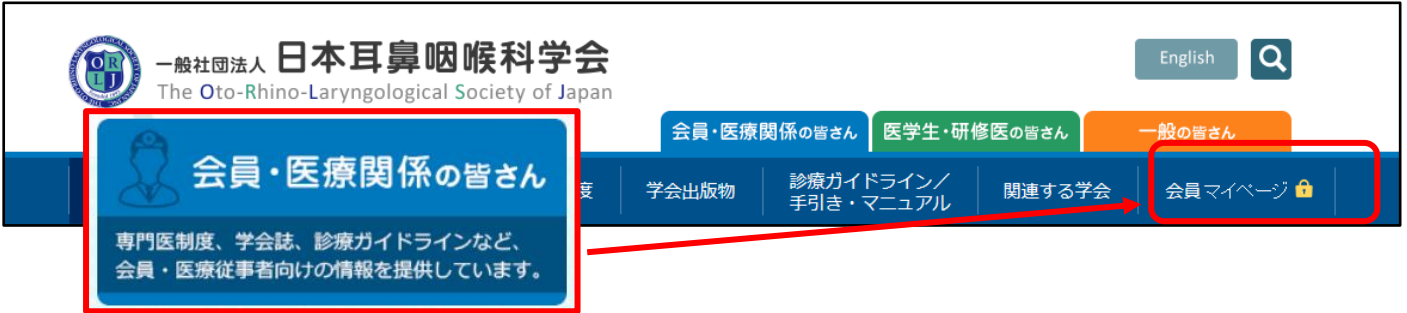 一般社団法人 日本耳鼻咽喉科学会
The Oto-Rhino-Laryngological Society of Japan
English
会員・医療関係の皆さん
医学生・研修医の皆さん
一般の皆さん
会員・医療関係の皆さん
専門医制度、学会誌、診療ガイドラインなど、
会員・医療従事者向けの情報を提供しています。
度
学会出版物
診療ガイドライン／
手引き・マニュアル
関連する学会
会員マイページ